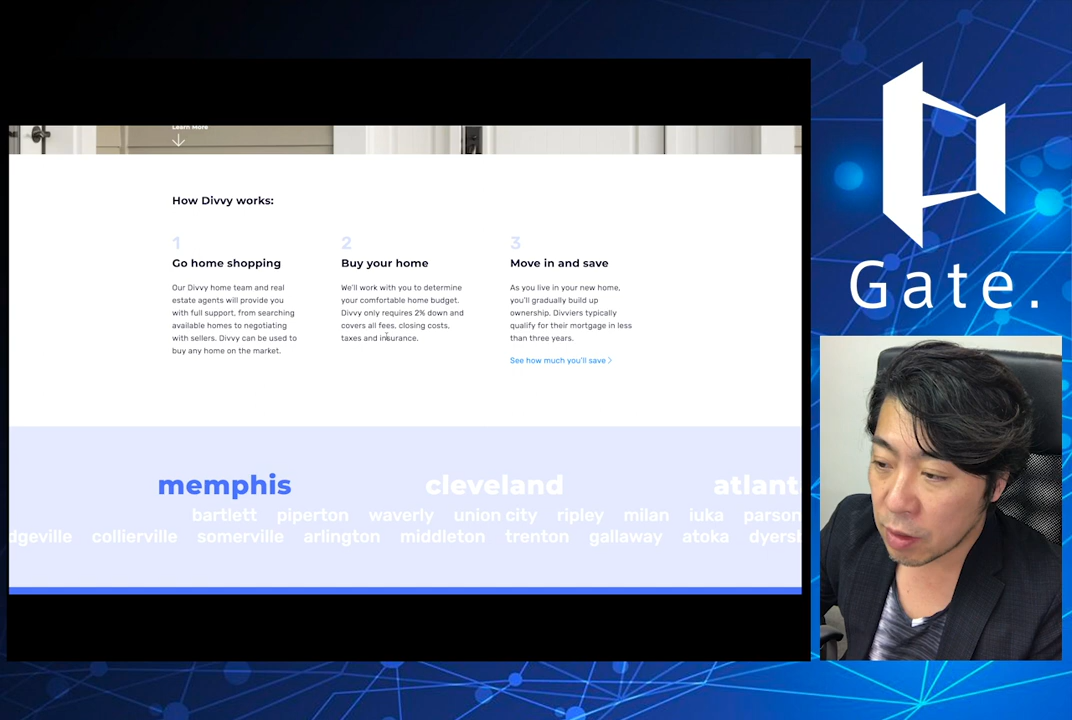 Learn More
How Divvy works:
1
Go home shopping
Our Divvy home team and real
estate agents will provide you
with full support, from searching
available homes to negotiating
with sellers. Divvy can be used to
buy any home on the market.
2
Buy your home
We'll work with you to determine
your comfortable home budget,
Divvy only requires 2% down and
covers all fees, closing costs,
taxes and insurance.
3
Move in and save
As you live in your new home,
you'll gradually build up
ownership. Divviers typically
qualify for their mortgage in less
than three years.
See how much you'll save
memphis cleveland atlant
bartlett piperton waverly union city ripley milan iuka parson
dgeville collierville somerville arlington middleton trenton gallaway atoka dyersb
Gate.